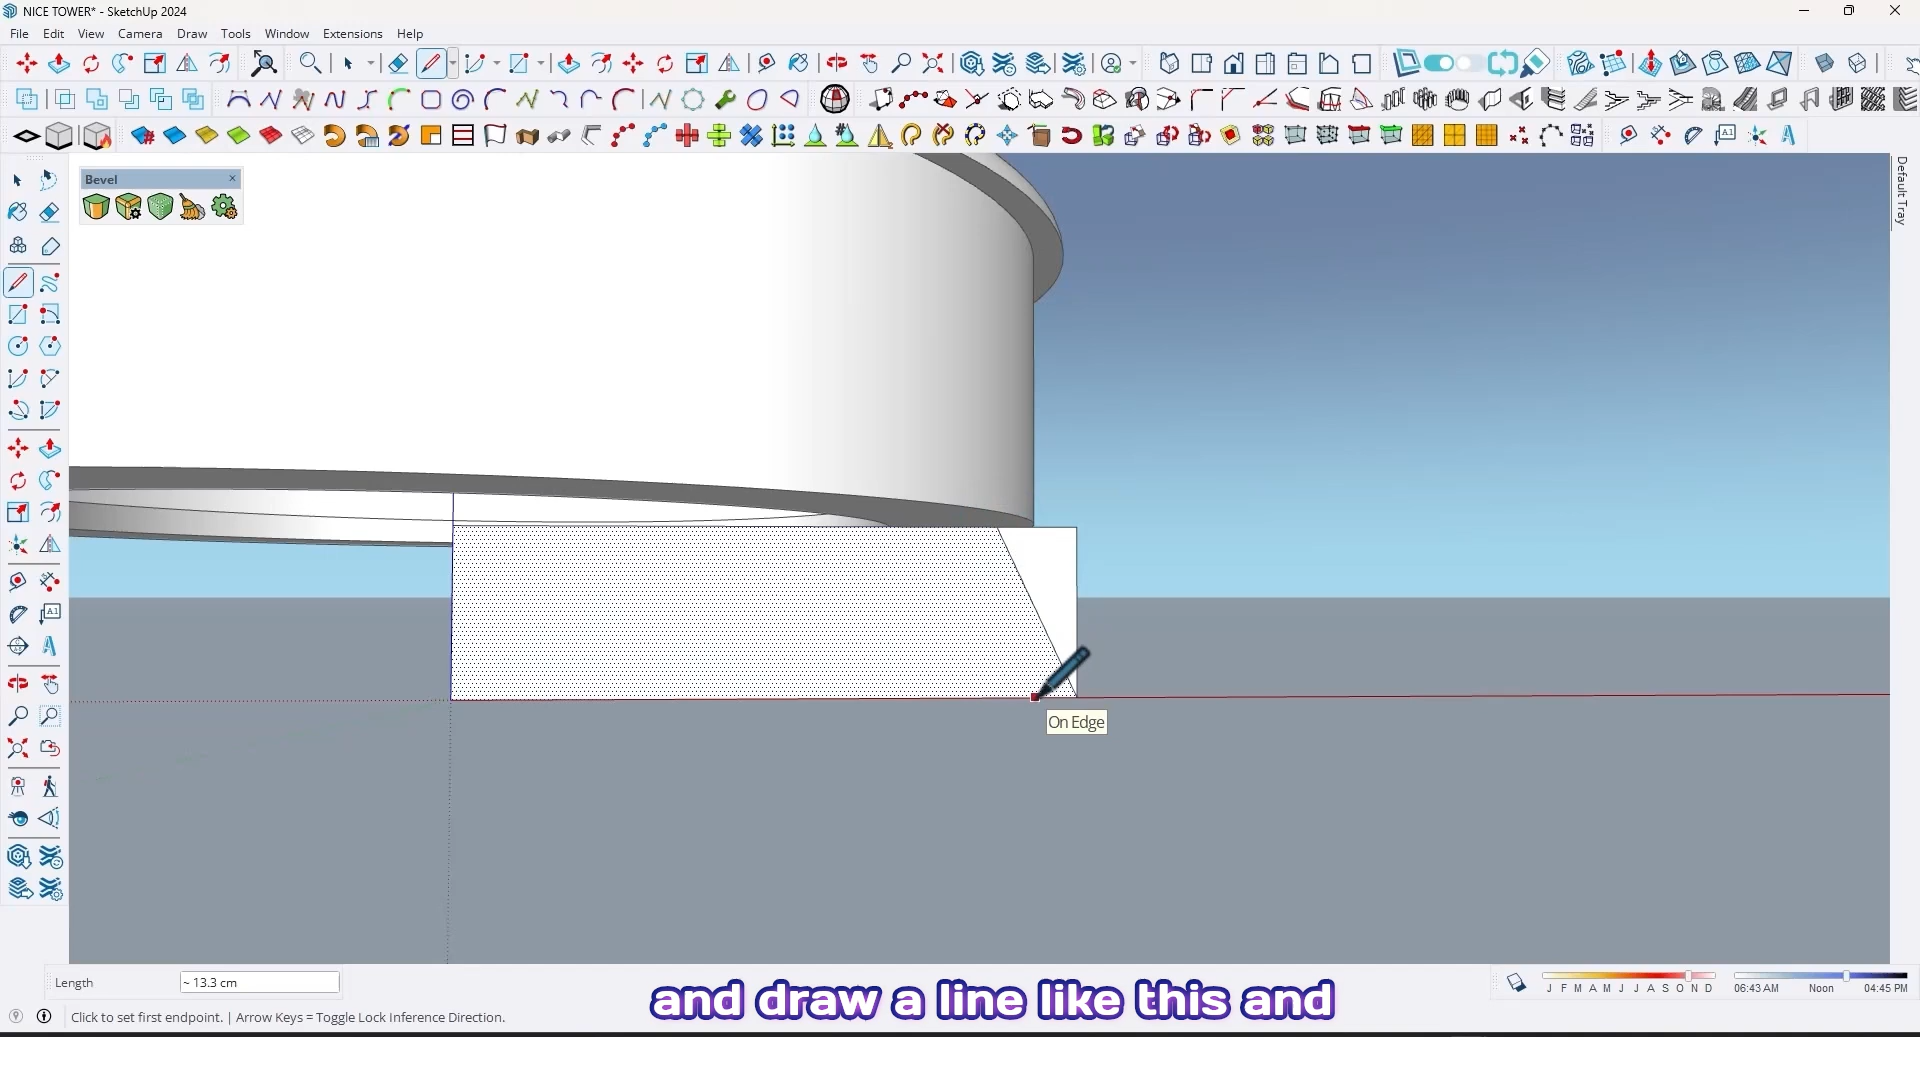 NICE TOWER* - SketchUp 2024
File Edit View Camera Draw Tools Window Extensions Help
Bevel
Default Tray
On Edge
Length ~ 13.3 cm
J F M A M J J A S O N D
06:43 AM Noon 04:45 PM
and draw a line like this and
Click to set first endpoint. | Arrow Keys = Toggle Lock Inference Direction.